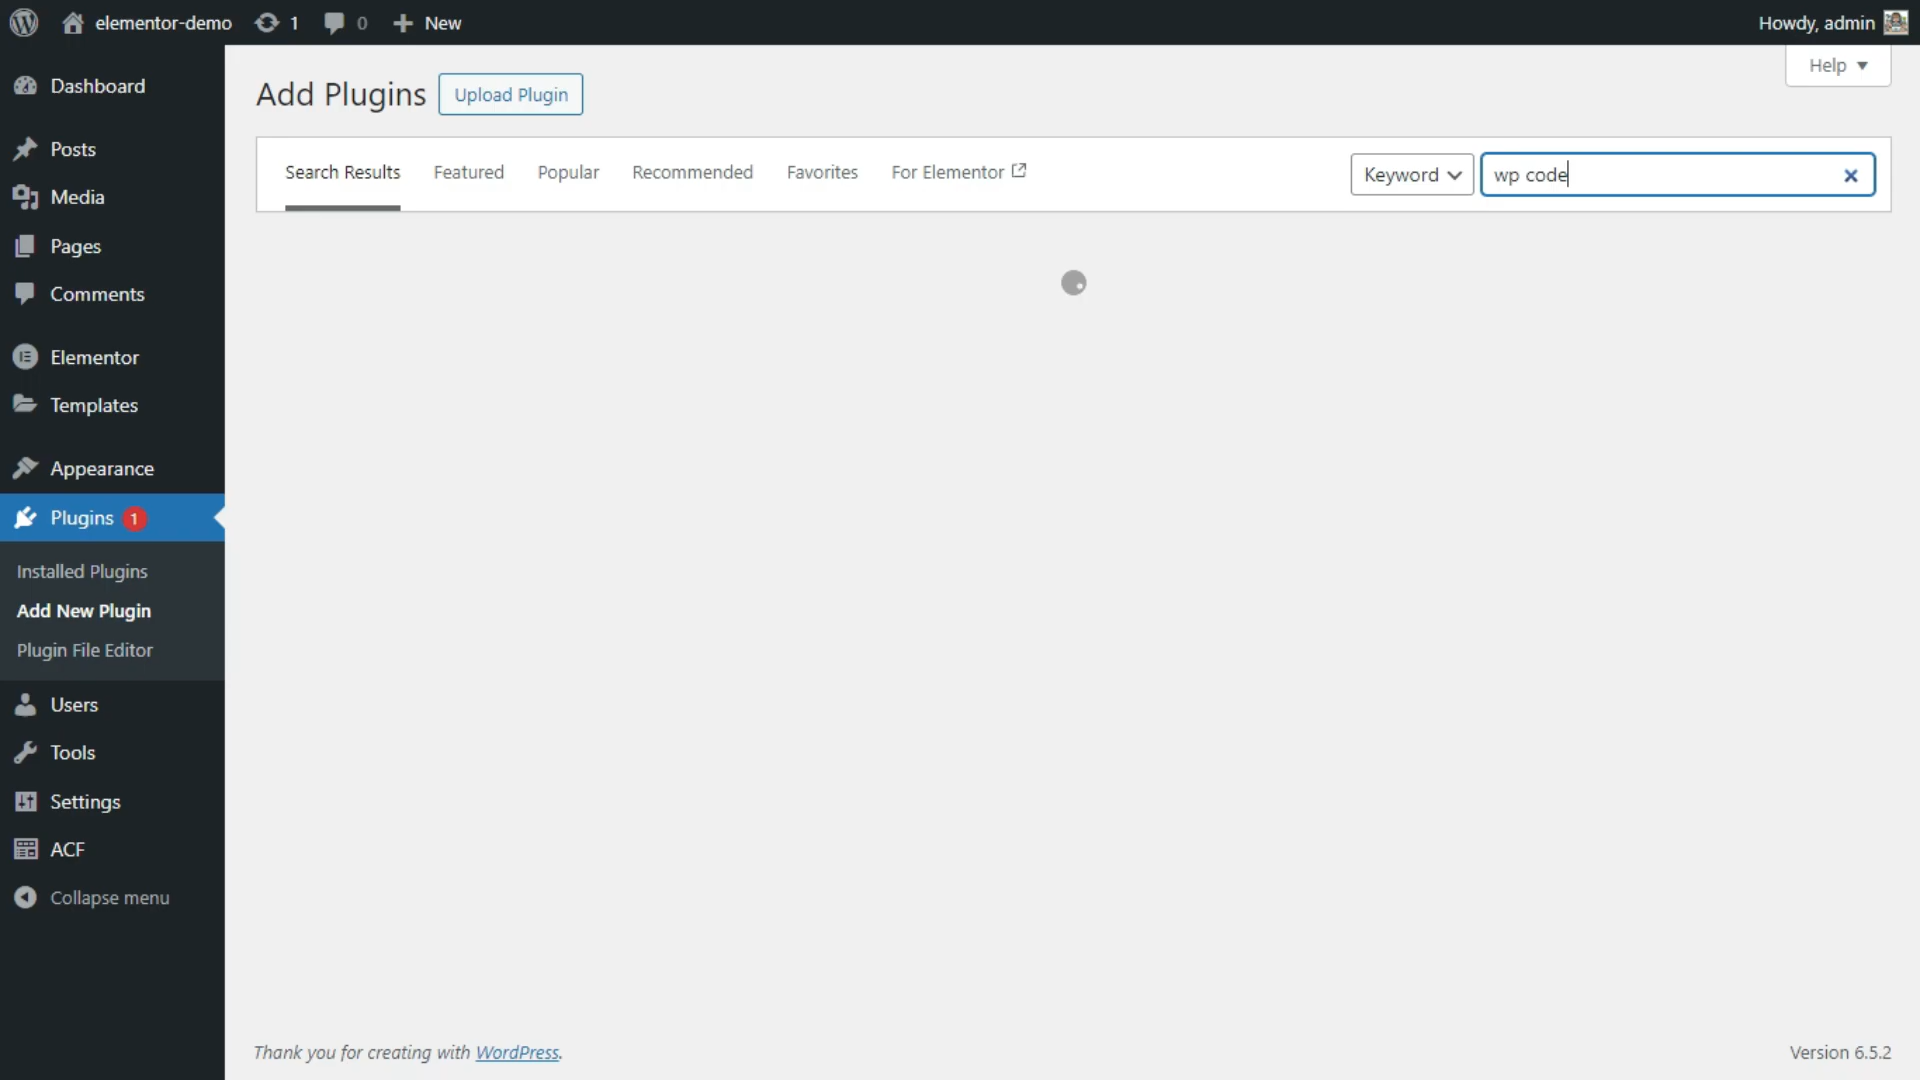 elementor-demo
1
0
New
Howdy, admin
Dashboard
Posts
Media
Pages
Comments
Elementor
Templates
Appearance
Plugins 1
Installed Plugins
Add New Plugin
Plugin File Editor
Users
Tools
Settings
ACF
Collapse menu
Help
Add Plugins
Upload Plugin
Search Results
Featured
Popular
Recommended
Favorites
For Elementor
Keyword
wp code
Thank you for creating with WordPress.
Version 6.5.2